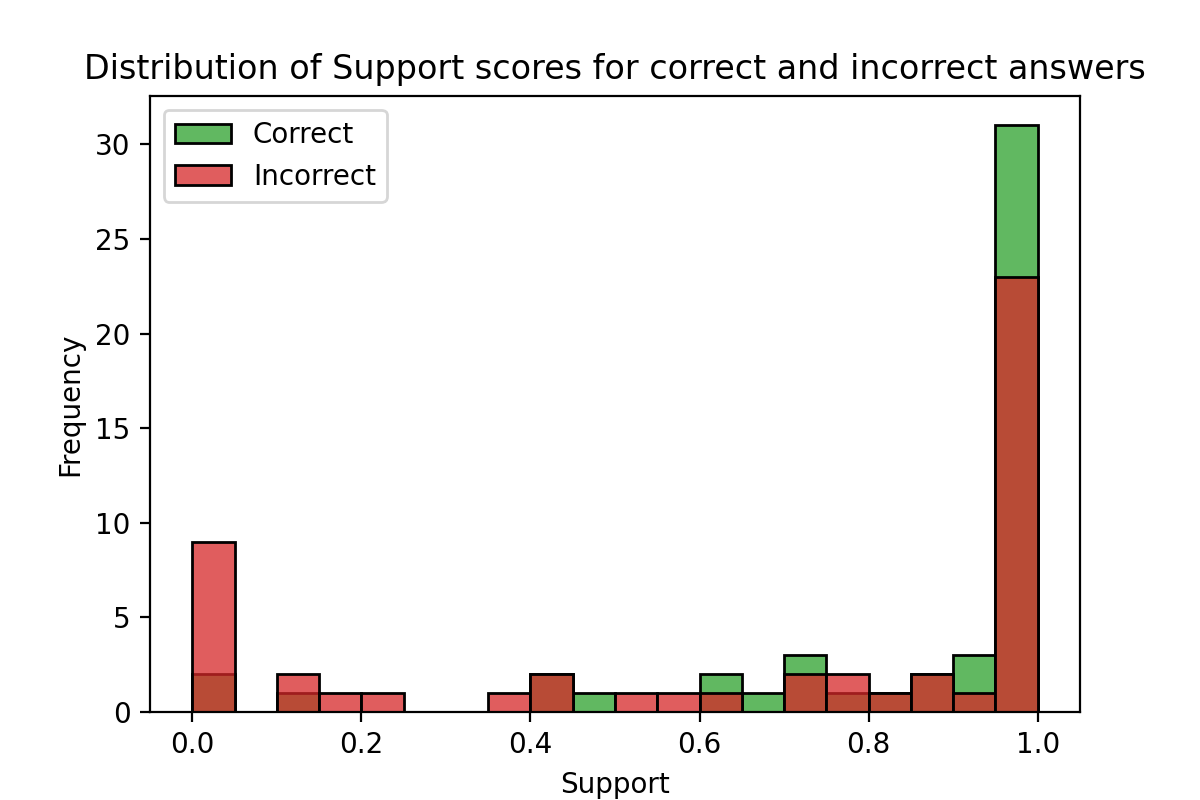 Distribution of Support scores for correct and incorrect answers
Correct
Incorrect
30
25
20
15
10
5
0
Frequency
0.0 0.2 0.4 0.6 0.8 1.0
Support